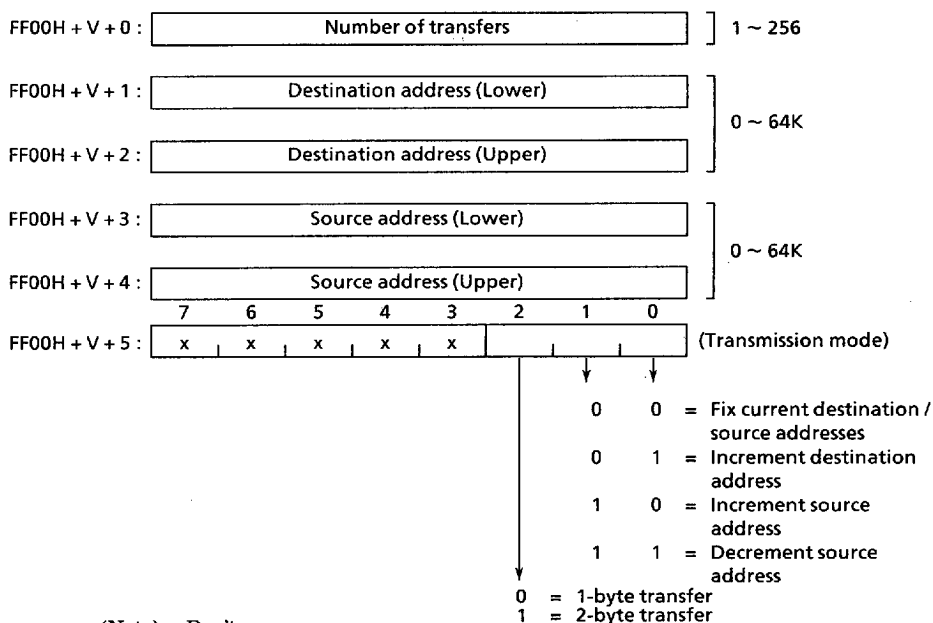 FF00H + V + 0 : Number of transfers 1 ~ 256
FF00H + V + 1 : Destination address (Lower)
0 ~ 64K
FF00H + V + 2 : Destination address (Upper)
FF00H + V + 3 : Source address (Lower)
0 ~ 64K
FF00H + V + 4 : Source address (Upper)
7 6 5 4 3 2 1 0
FF00H + V + 5 : x x x x x (Transmission mode)
0 0 = Fix current destination /
source addresses
0 1 = Increment destination
address
1 0 = Increment source
address
1 1 = Decrement source
address
0 = 1-byte transfer
1 = 2-byte transfer